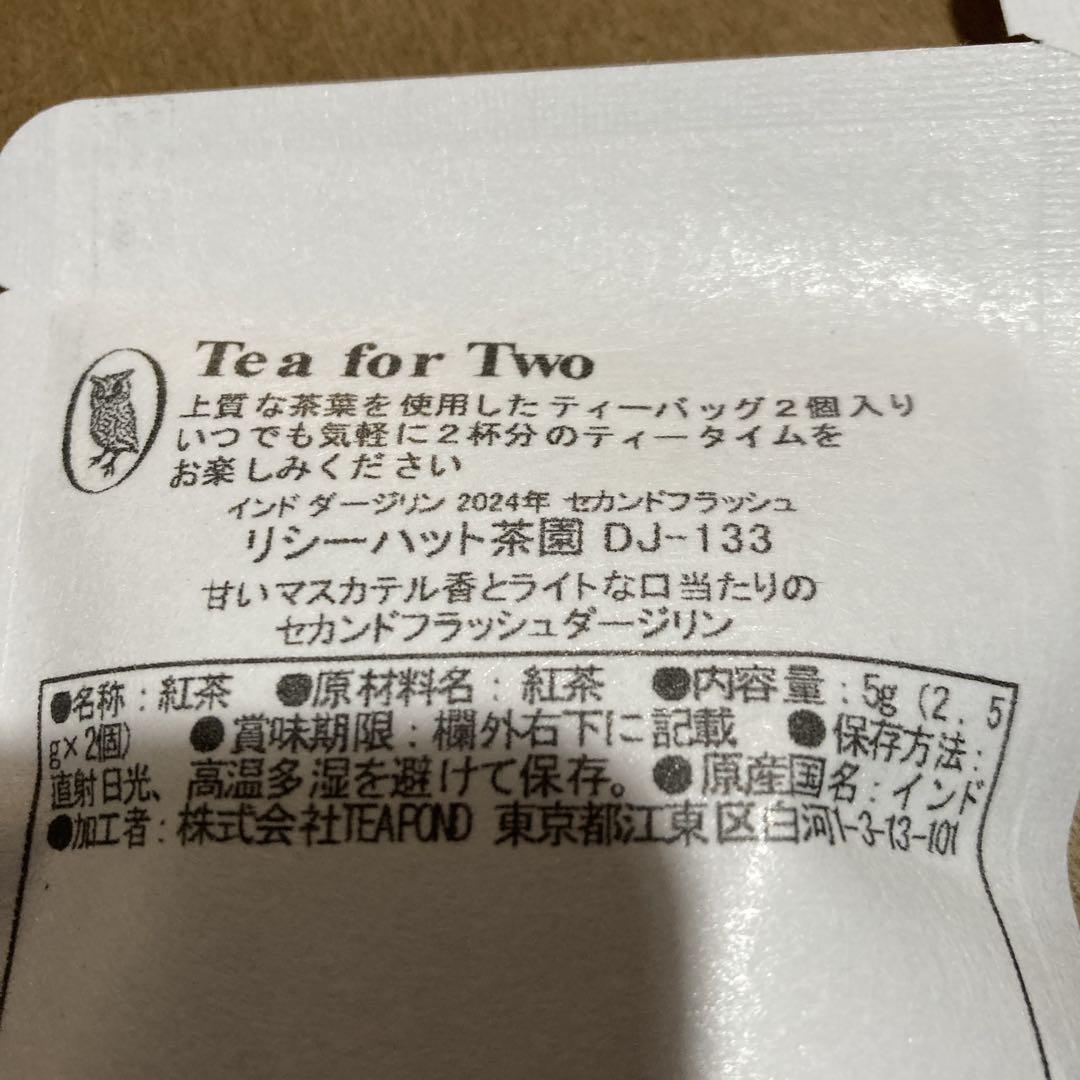 Tea for Two
上質な茶葉を使用したティーバッグ2個入り
いつでも気軽に2杯分のティータイムを
お楽しみください
インド ダージリン 2024年 セカンドフラッシュ
リシーハット茶園 DJ-133
甘いマスカテル香とライトな口当たりの
セカンドフラッシュダージリン
●名称：紅茶 ●原材料名：紅茶 ●内容量：5g（2.5
g×2個） ●賞味期限：欄外右下に記載 ●保存方法：
直射日光、高温多湿を避けて保存。●原産国名：インド
●加工者：株式会社TEAPOND 東京都江東区白河1-3-13-101